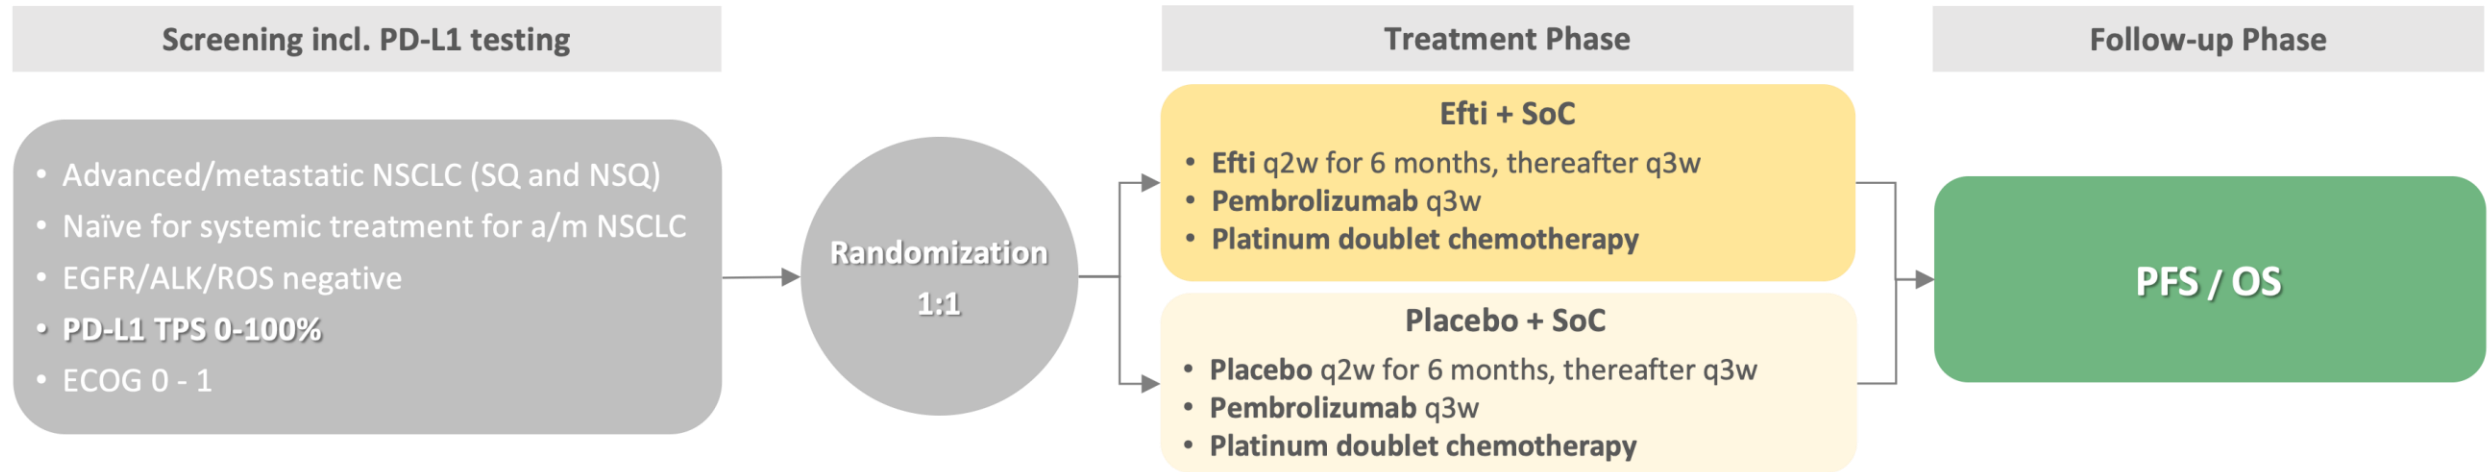 Screening incl. PD-L1 testing
• Advanced/metastatic NSCLC (SQ and NSQ)
• Naïve for systemic treatment for a/m NSCLC
• EGFR/ALK/ROS negative
• PD-L1 TPS 0-100%
• ECOG 0 - 1
Randomization
1:1
Treatment Phase
Efti + SoC
• Efti q2w for 6 months, thereafter q3w
• Pembrolizumab q3w
• Platinum doublet chemotherapy
Placebo + SoC
• Placebo q2w for 6 months, thereafter q3w
• Pembrolizumab q3w
• Platinum doublet chemotherapy
Follow-up Phase
PFS / OS